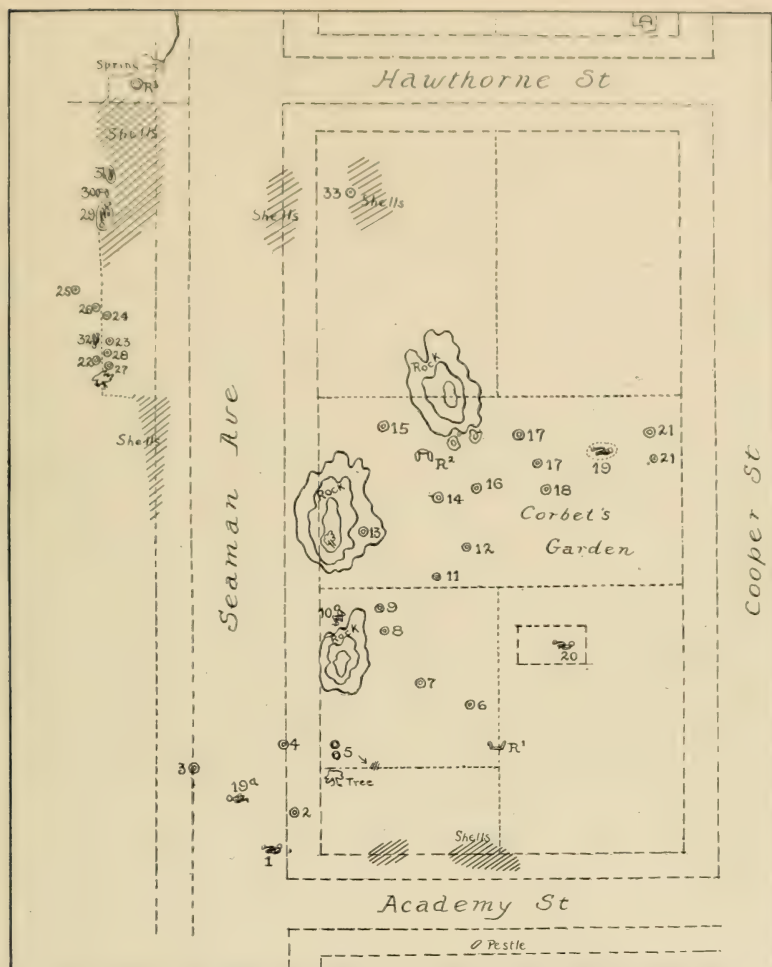 Hawthorne St
Spring
R³
Shells
31
30
29
33
Shells
Shells
25
26
24
32
23
28
22
27
Rock
Shells
Seaman Ave
15
R²
17
21
17
19
21
Rock
14
16
18
13
Corbet's
Garden
12
11
Cooper St
10
9
8
Rock
20
7
6
4
5
R¹
3
19ª
Tree
2
Shells
1
Academy St
Pestle